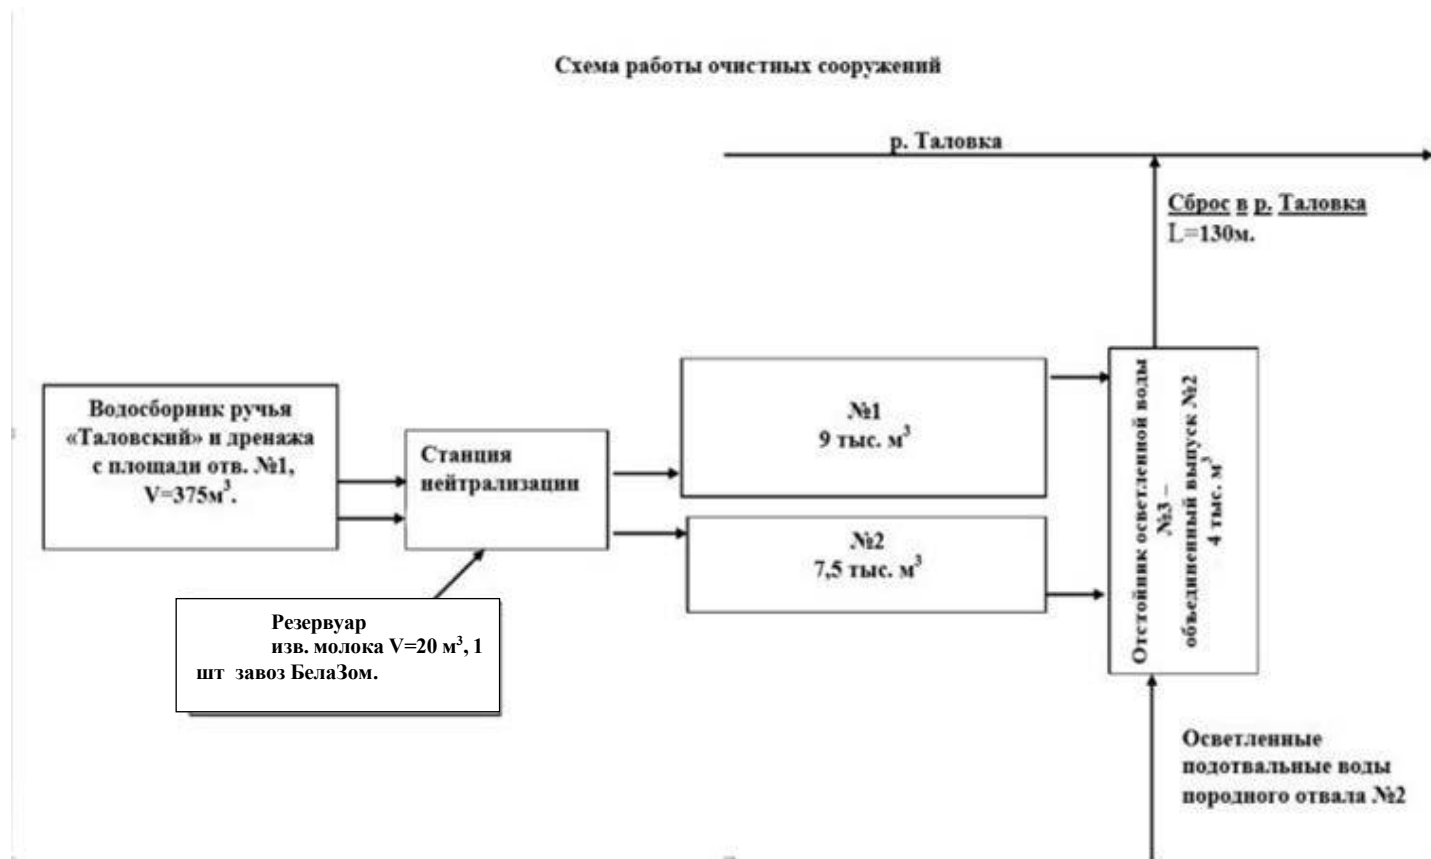 Схема работы очистных сооружений
р. Таловка
Сброс в р. Таловка
L=130м.
Водосборник ручья
«Таловский» и дренажа
с площади отв. №1,
V=375м³.
Станция
нейтрализации
№1
9 тыс. м³
№2
7,5 тыс. м³
Отстойник осветленной воды
№3 –
объединенный выпуск №2
4 тыс. м³
Резервуар
изв. молока V=20 м³, 1
шт завоз БелаЗом.
Осветленные
подотвальные воды
породного отвала №2